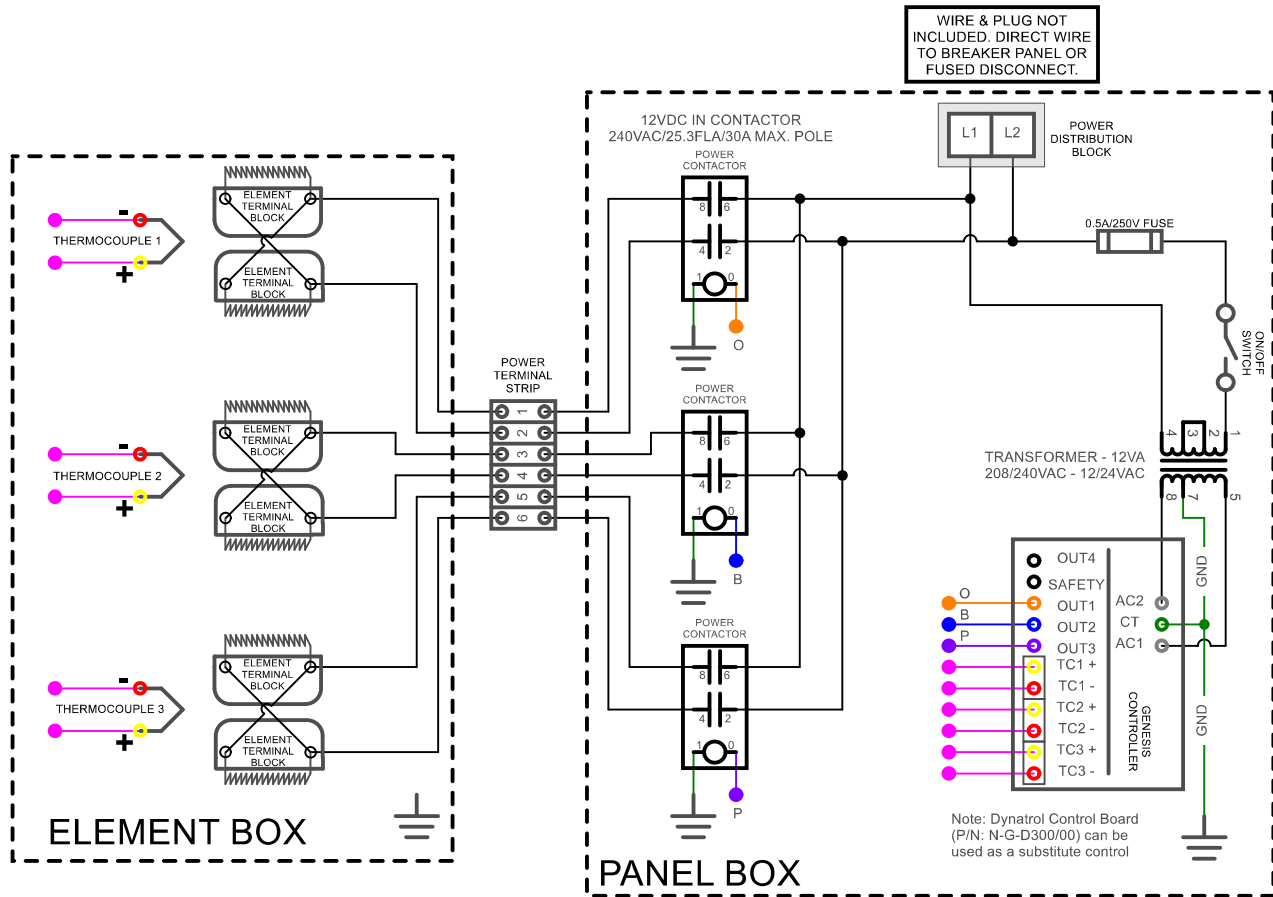 WIRE & PLUG NOT
INCLUDED. DIRECT WIRE
TO BREAKER PANEL OR
FUSED DISCONNECT.
12VDC IN CONTACTOR
240VAC/25.3FLA/30A MAX. POLE
POWER
CONTACTOR
8
6
4
2
1
0
O
L1
L2
POWER
DISTRIBUTION
BLOCK
0.5A/250V FUSE
ON/OFF
SWITCH
-
THERMOCOUPLE 1
+
ELEMENT
TERMINAL
BLOCK
ELEMENT
TERMINAL
BLOCK
POWER
TERMINAL
STRIP
1
2
3
4
5
6
-
THERMOCOUPLE 2
+
ELEMENT
TERMINAL
BLOCK
ELEMENT
TERMINAL
BLOCK
POWER
CONTACTOR
8
6
4
2
1
0
B
TRANSFORMER - 12VA
208/240VAC - 12/24VAC
4
3
2
1
8
7
5
-
THERMOCOUPLE 3
+
ELEMENT
TERMINAL
BLOCK
ELEMENT
TERMINAL
BLOCK
POWER
CONTACTOR
8
6
4
2
1
0
P
OUT4
SAFETY
O
OUT1
B
OUT2
P
OUT3
TC1 +
TC1 -
TC2 +
TC2 -
TC3 +
TC3 -
AC2
CT
AC1
GENESIS
CONTROLLER
GND
GND
Note: Dynatrol Control Board
(P/N: N-G-D300/00) can be
used as a substitute control
ELEMENT BOX
PANEL BOX